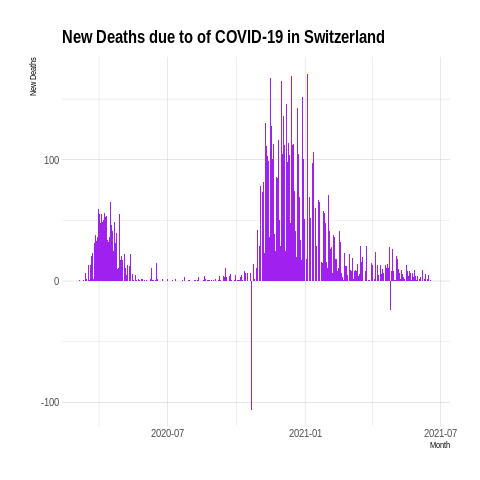 New Deaths due to of COVID-19 in Switzerland
New Deaths
100
0
-100
2020-07
2021-01
2021-07
Month